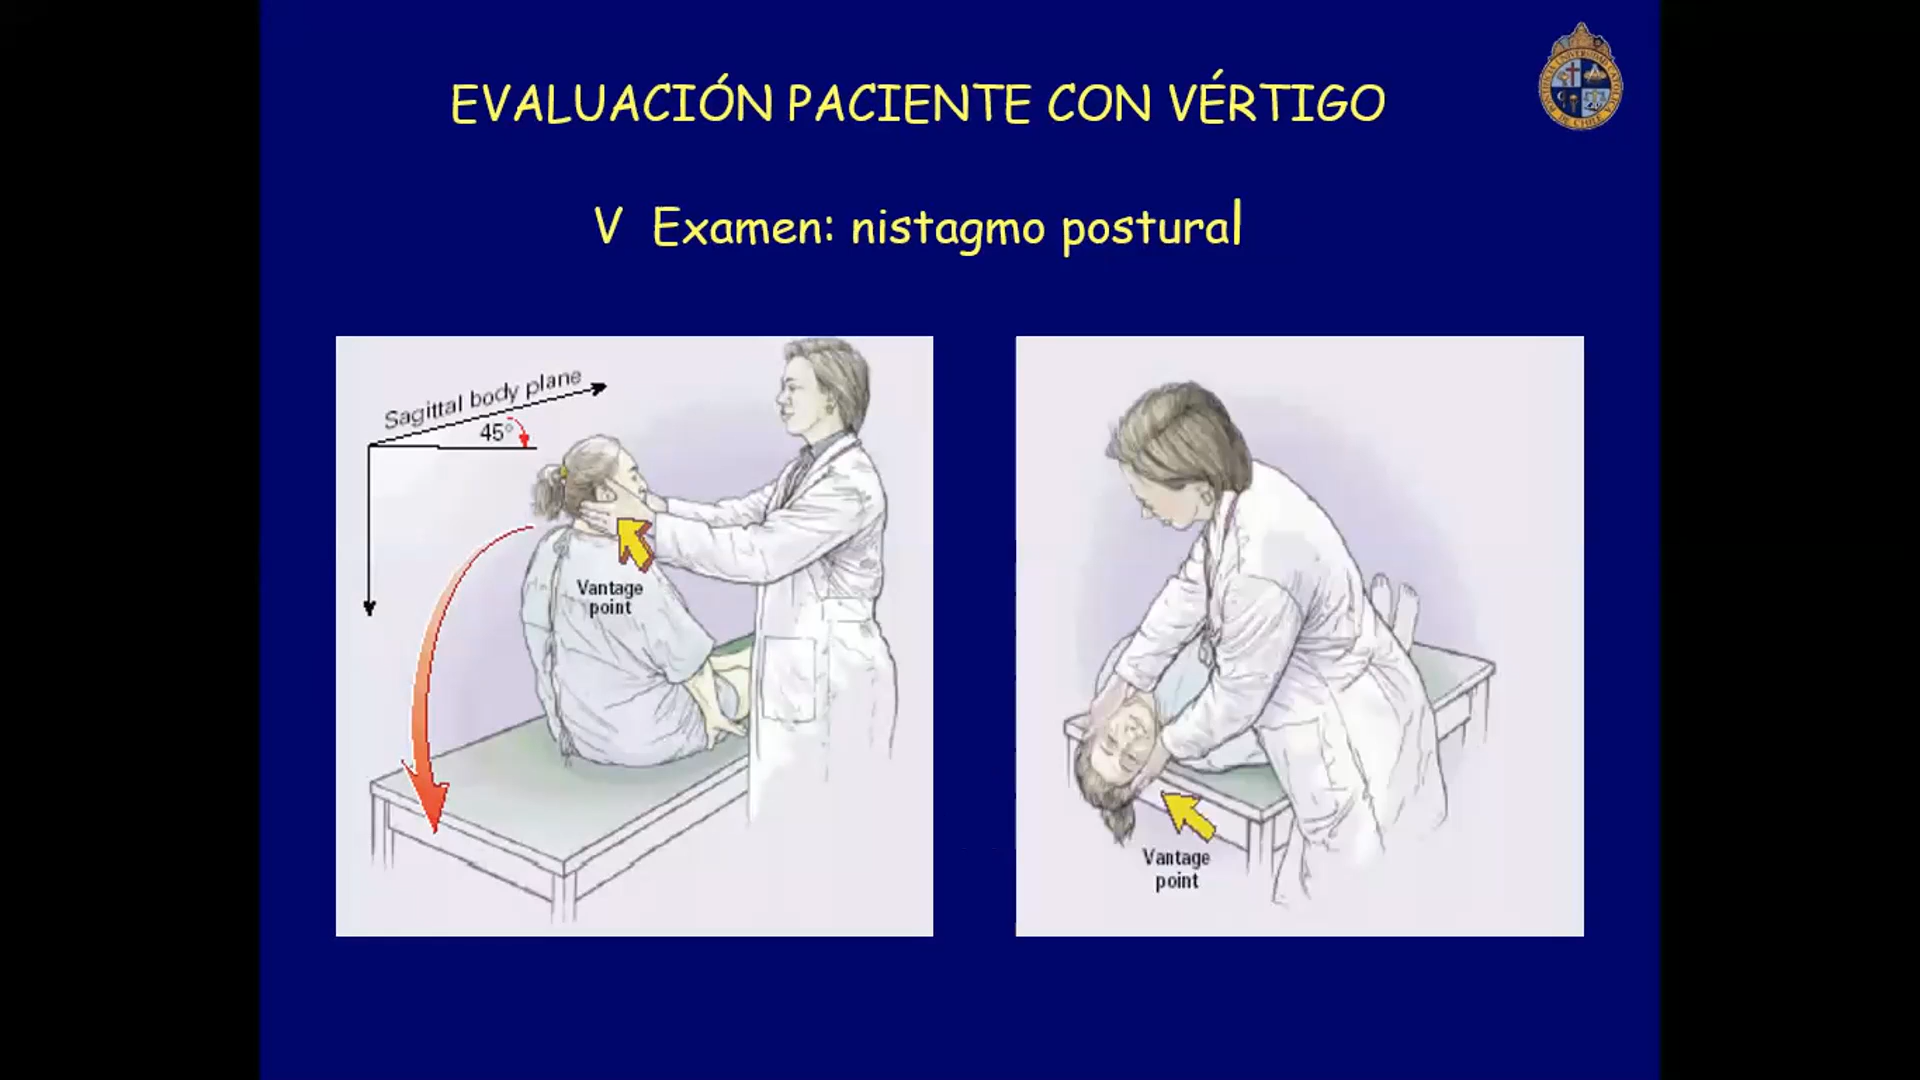 EVALUACIÓN PACIENTE CON VÉRTIGO
V Examen: nistagmo postural
Sagittal body plane
45°
Vantage
point
Vantage
point